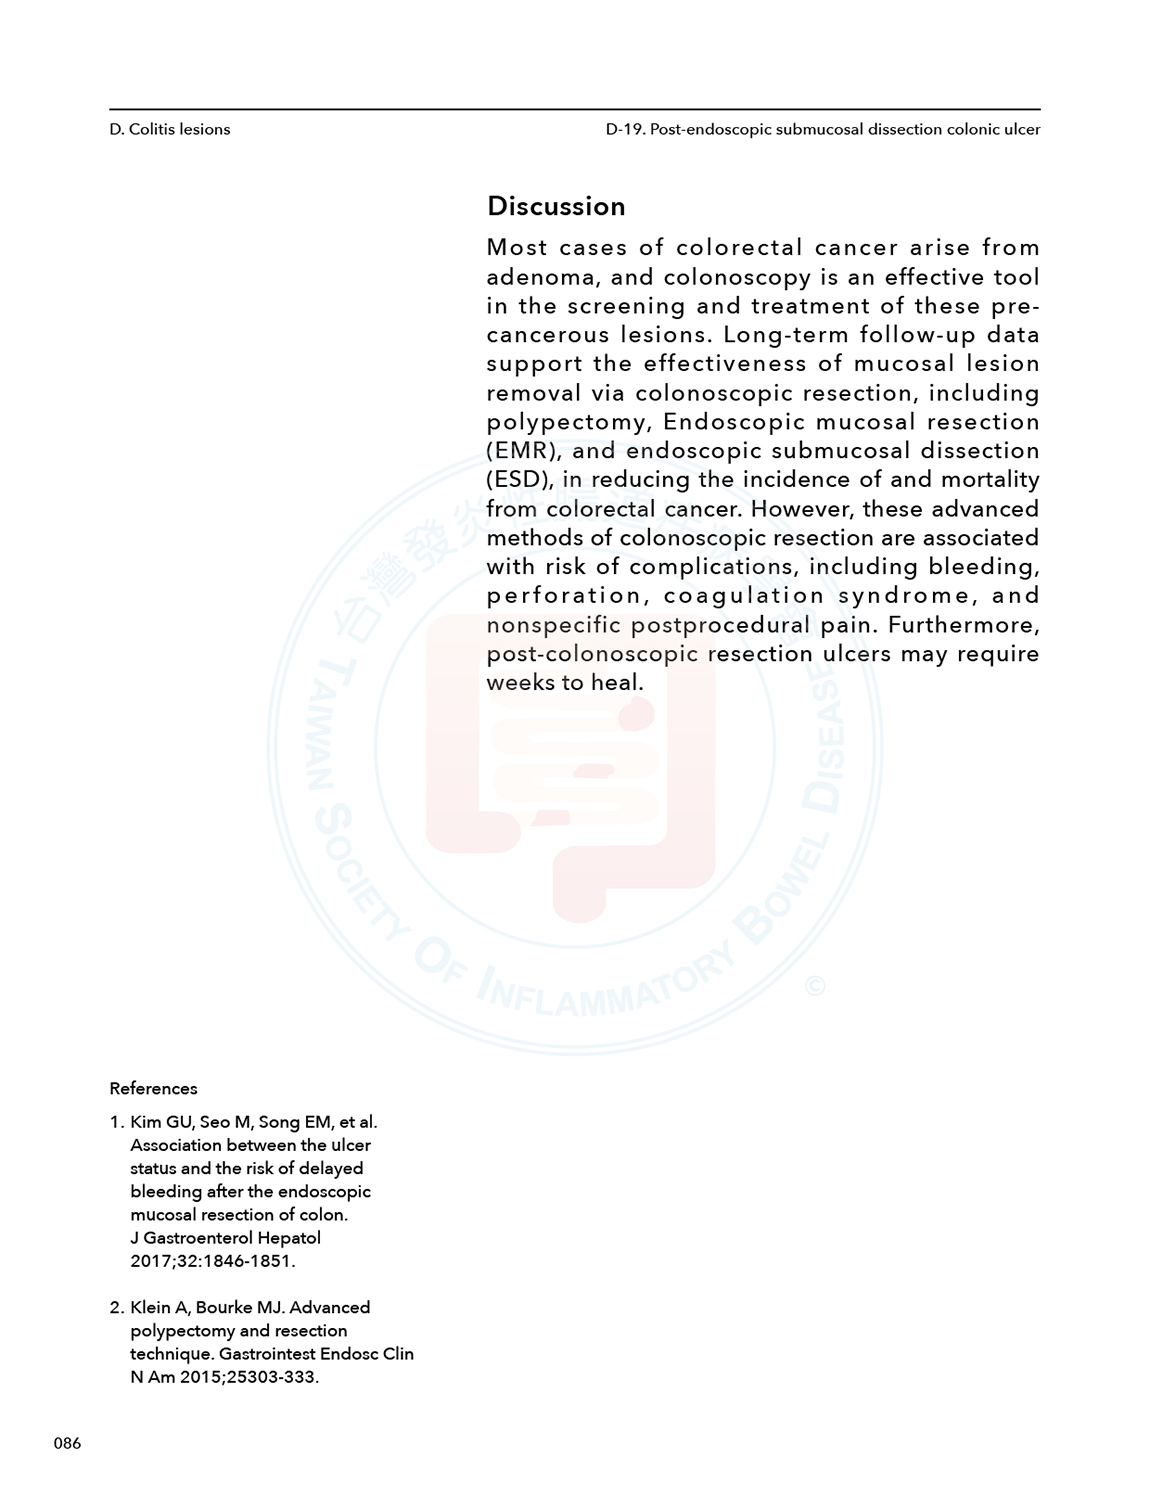 D. Colitis lesions
D-19. Post-endoscopic submucosal dissection colonic ulcer
Discussion
Most cases of colorectal cancer arise from
adenoma, and colonoscopy is an effective tool
in the screening and treatment of these pre-
cancerous lesions. Long-term follow-up data
support the effectiveness of mucosal lesion
removal via colonoscopic resection, including
polypectomy, Endoscopic mucosal resection
(EMR), and endoscopic submucosal dissection
(ESD), in reducing the incidence of and mortality
from colorectal cancer. However, these advanced
methods of colonoscopic resection are associated
with risk of complications, including bleeding,
perforation, coagulation syndrome, and
nonspecific postprocedural pain. Furthermore,
post-colonoscopic resection ulcers may require
weeks to heal.
台灣發炎性腸道疾病學會
TAIWAN SOCIETY OF INFLAMMATORY BOWEL DISEASE
©
References
1. Kim GU, Seo M, Song EM, et al.
Association between the ulcer
status and the risk of delayed
bleeding after the endoscopic
mucosal resection of colon.
J Gastroenterol Hepatol
2017;32:1846-1851.
2. Klein A, Bourke MJ. Advanced
polypectomy and resection
technique. Gastrointest Endosc Clin
N Am 2015;25303-333.
086